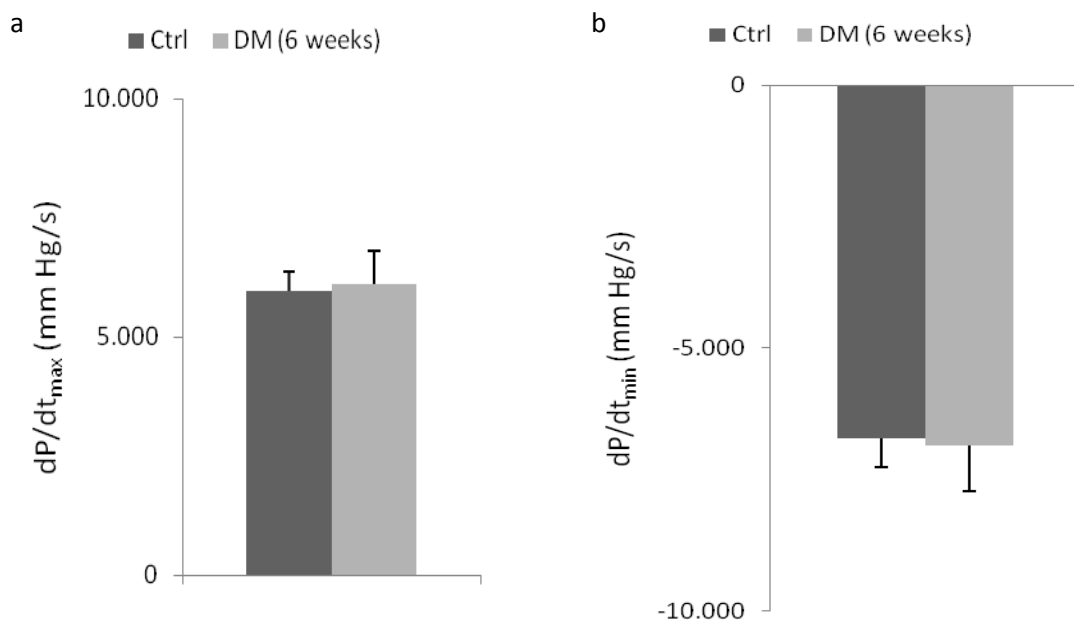 a
Ctrl DM (6 weeks)
10.000
5.000
0
dP/dtmax (mm Hg/s)
b
Ctrl DM (6 weeks)
0
-5.000
-10.000
dP/dtmin (mm Hg/s)